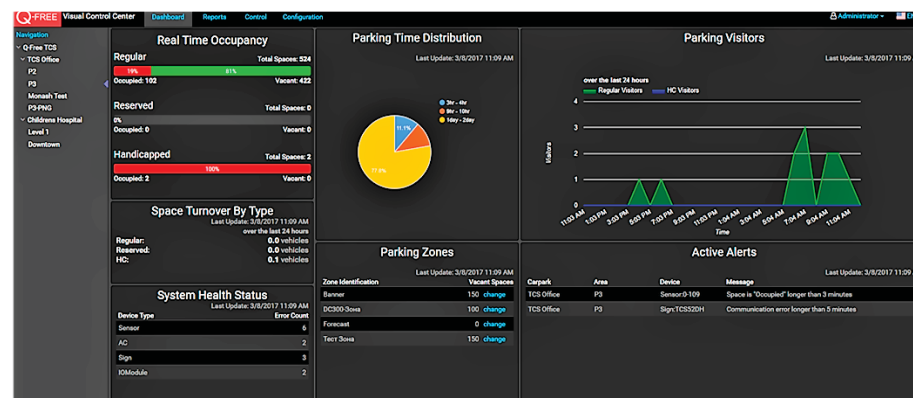 Q-FREE Visual Control Center Dashboard Reports Control Configuration Administrator EN
Navigation
Q-Free TCS
TCS Office
P2
P3
Monash Test
P3-PNG
Childrens Hospital
Level 1
Downtown
Real Time Occupancy
Regular Total Spaces: 524
19% 81%
Occupied: 102 Vacant: 422
Reserved Total Spaces: 0
0%
Occupied: 0 Vacant: 0
Handicapped Total Spaces: 2
100%
Occupied: 2 Vacant: 0
Space Turnover By Type
Last Update: 3/8/2017 11:09 AM
over the last 24 hours
Regular: 0.0 vehicles
Reserved: 0.0 vehicles
HC: 0.1 vehicles
System Health Status
Last Update: 3/8/2017 11:09 AM
Device Type Error Count
Sensor 6
AC 2
Sign 3
IOModule 2
Parking Time Distribution
Last Update: 3/8/2017 11:09 AM
3hr - 4hr
9hr - 10hr
1day - 2day
11.1%
77.8%
Parking Zones
Last Update: 3/8/2017 11:09 AM
Zone Identification Vacant Spaces
Banner 150 change
DC300-Зона 100 change
Forecast 0 change
Тест Зона 150 change
Parking Visitors
Last Update: 3/8/2017 11:09
over the last 24 hours
Regular Visitors HC Visitors
Visitors
4
3
2
1
0
11:03 AM 1:03 PM 3:03 PM 5:03 PM 7:03 PM 9:03 PM 11:03 PM 1:04 AM 3:04 AM 5:04 AM 7:04 AM 9:04 AM 11:04 AM
Time
Active Alerts
Last Update: 3/8/2017 11:09
Carpark Area Device Message
TCS Office P3 Sensor:0-109 Space is "Occupied" longer than 3 minutes
TCS Office P3 Sign:TCS52DH Communication error longer than 5 minutes